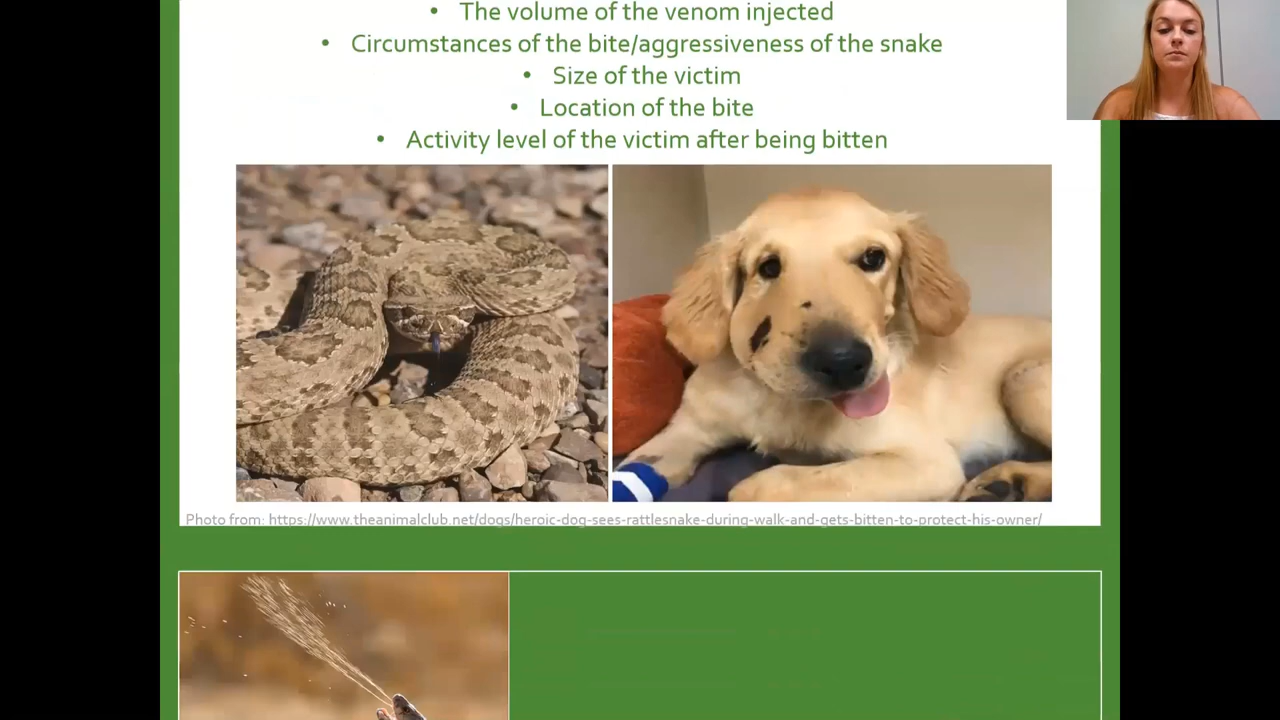 • The volume of the venom injected
• Circumstances of the bite/aggressiveness of the snake
• Size of the victim
• Location of the bite
• Activity level of the victim after being bitten
Photo from: https://www.theanimalclub.net/dogs/heroic-dog-sees-rattlesnake-during-walk-and-gets-bitten-to-protect-his-owner/